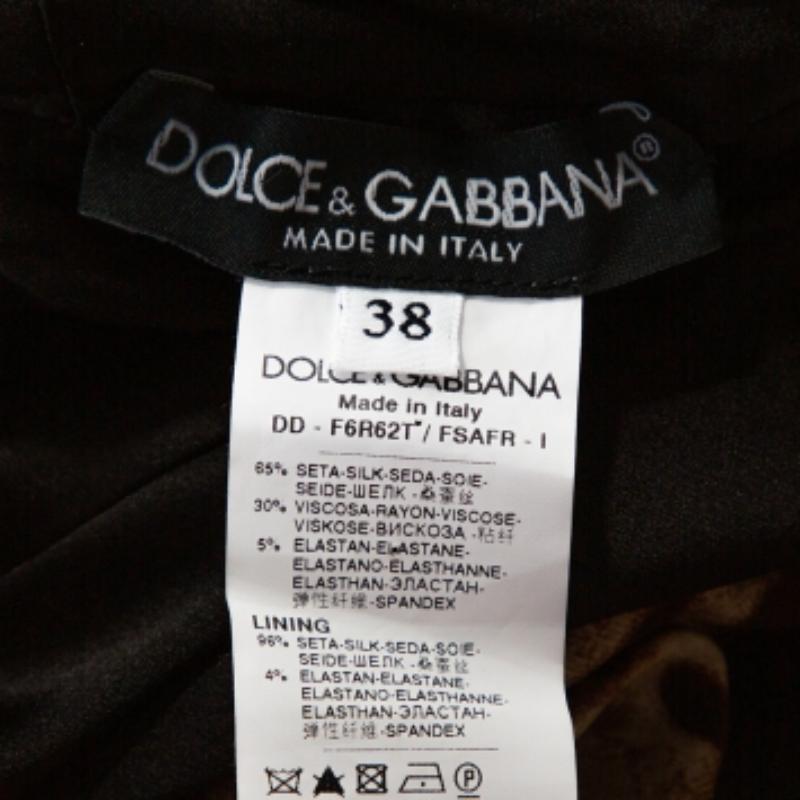 DOLCE & GABBANA®
MADE IN ITALY
38
DOLCE & GABBANA
Made in Italy
DD - F6R62T"/ FSAFR - I
65% SETA-SILK-SEDA-SOIE-
SEIDE-ШЕЛК -桑蚕丝
30% VISCOSA-RAYON-VISCOSE-
VISKOSE-ВИСКОЗА -粘纤
5% ELASTAN-ELASTANE-
ELASTANO-ELASTHANNE-
ELASTHAN-ЭЛАСТАН-
弹性纤维-SPANDEX
LINING
96% SETA-SILK-SEDA-SOIE-
SEIDE-ШЕЛК -桑蚕丝
4% ELASTAN-ELASTANE-
ELASTANO-ELASTHANNE-
ELASTHAN-ЭЛАСТАН-
弹性纤维-SPANDEX
P